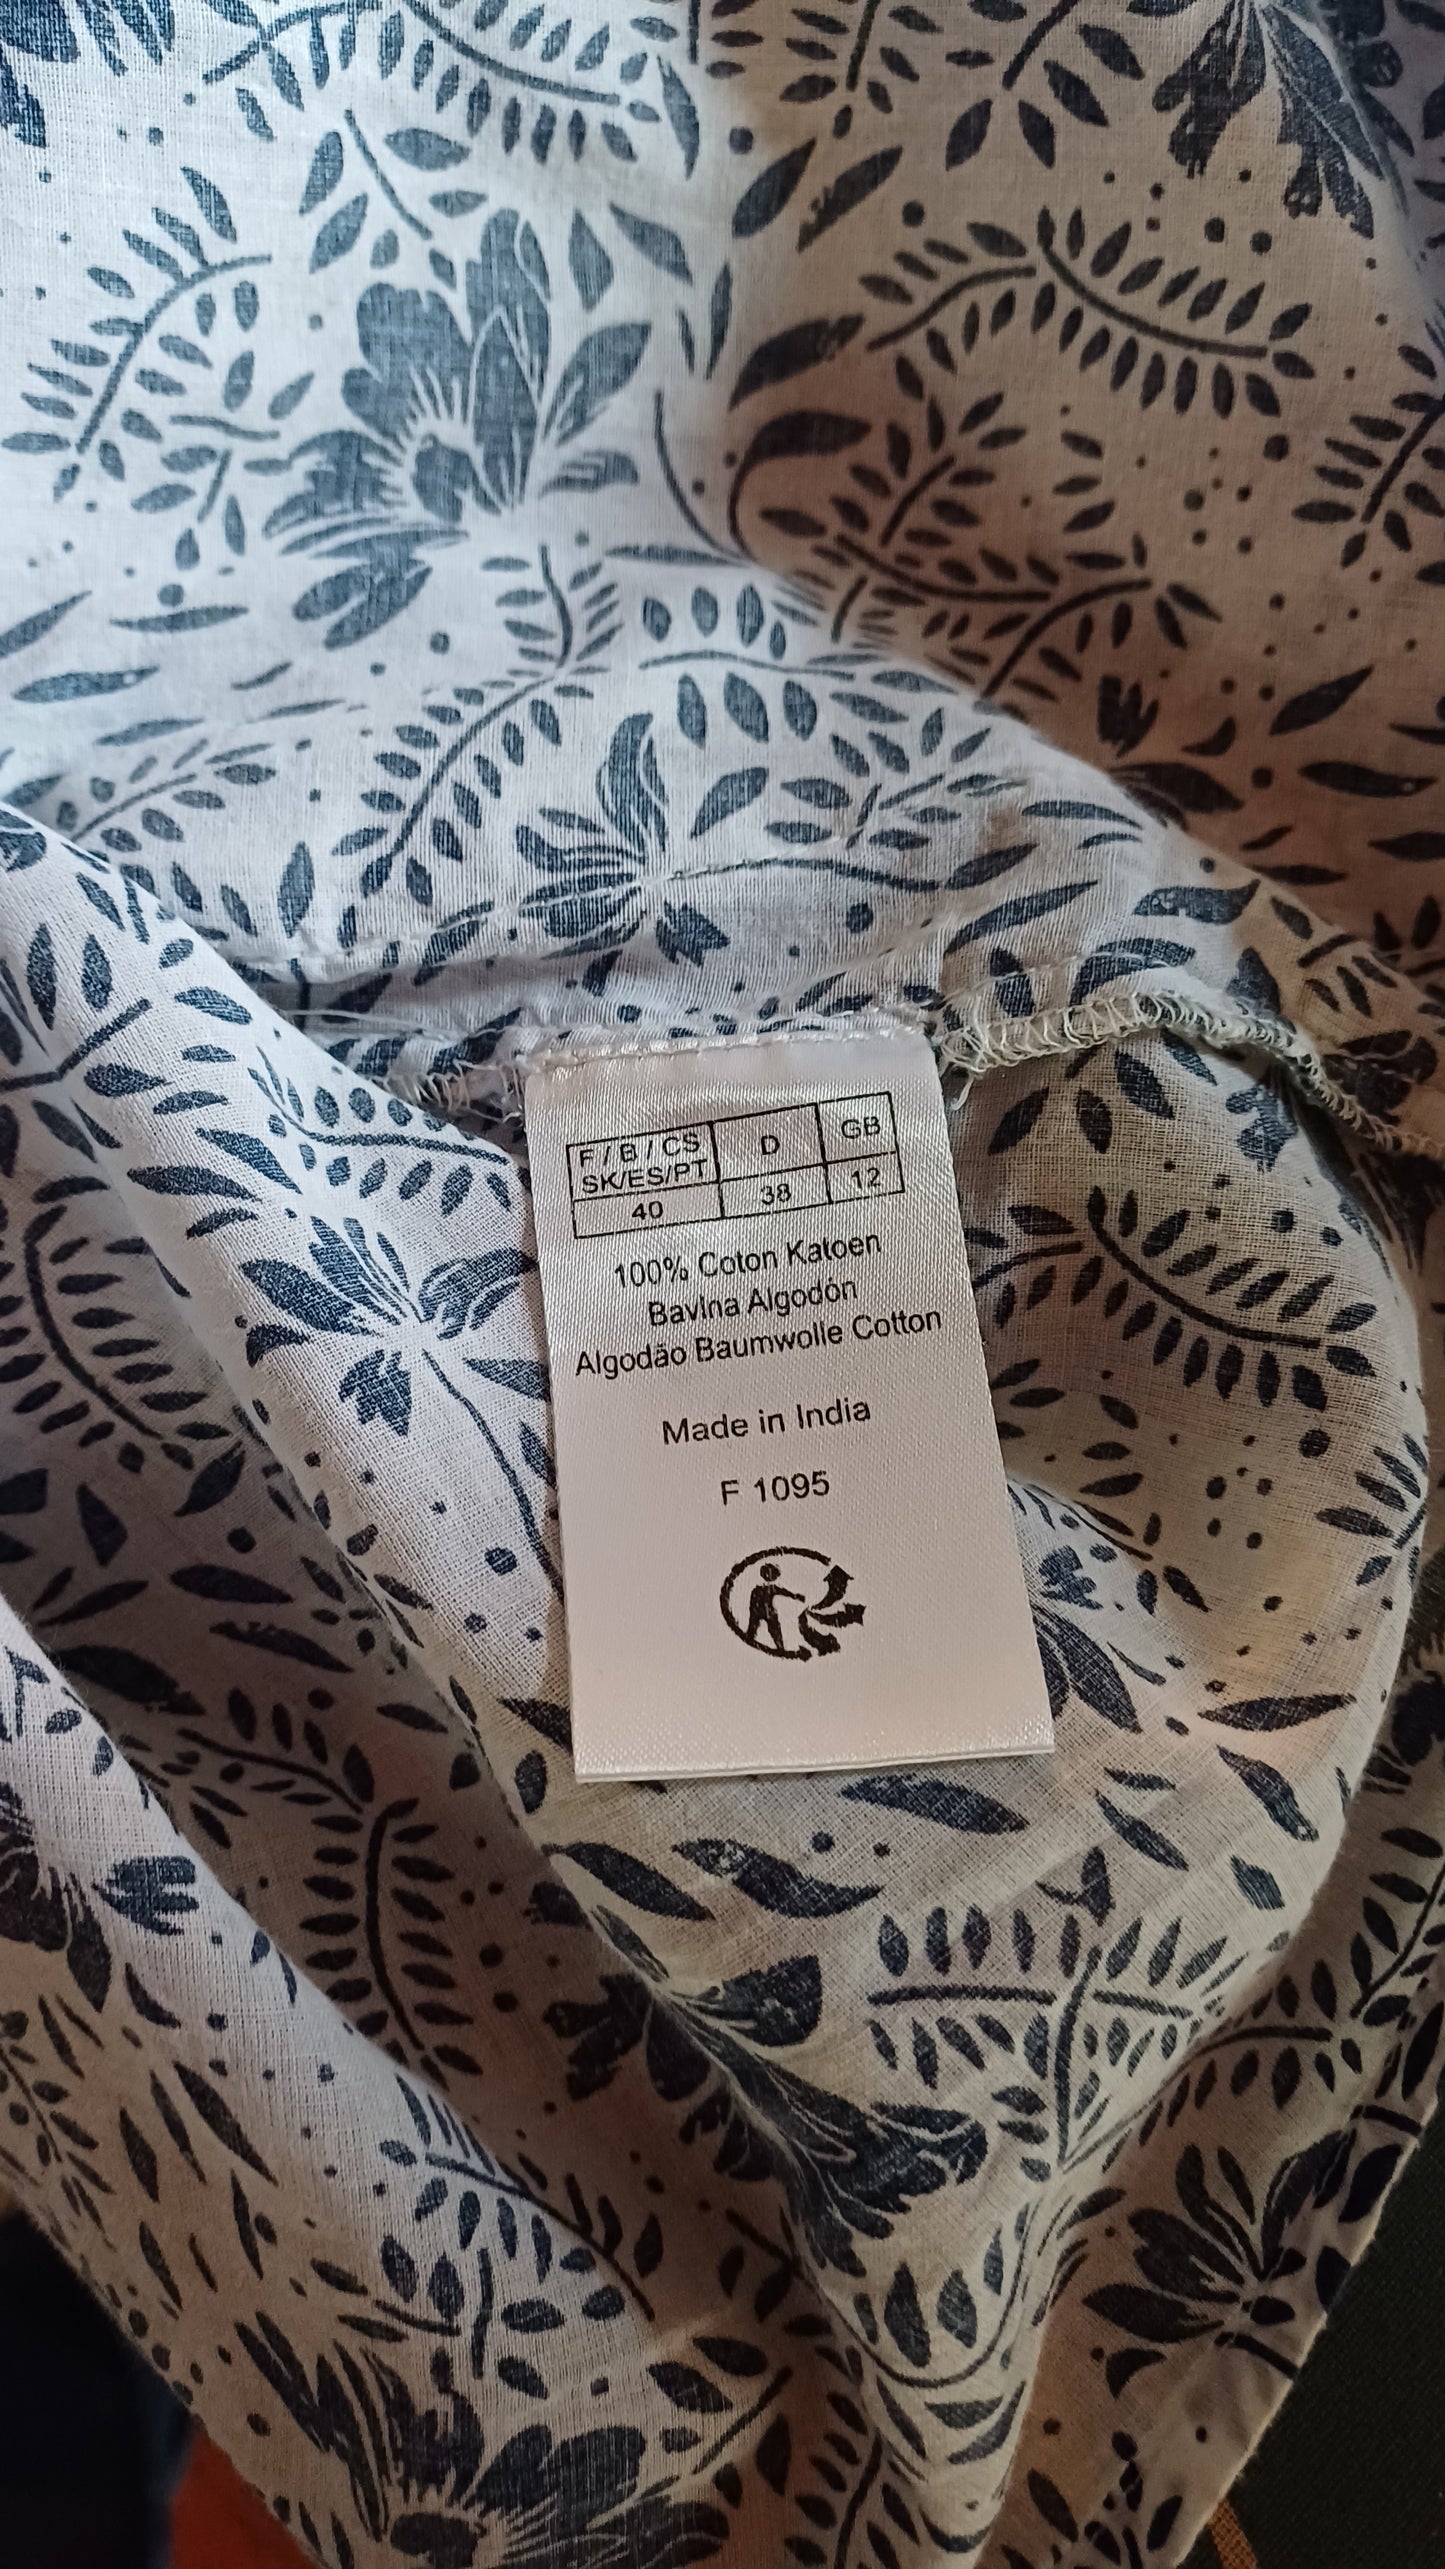 F / B / CS D GB
SK/ES/PT
40 38 12
100% Coton Katoen
Bavlna Algodón
Algodão Baumwolle Cotton
Made in India
F 1095